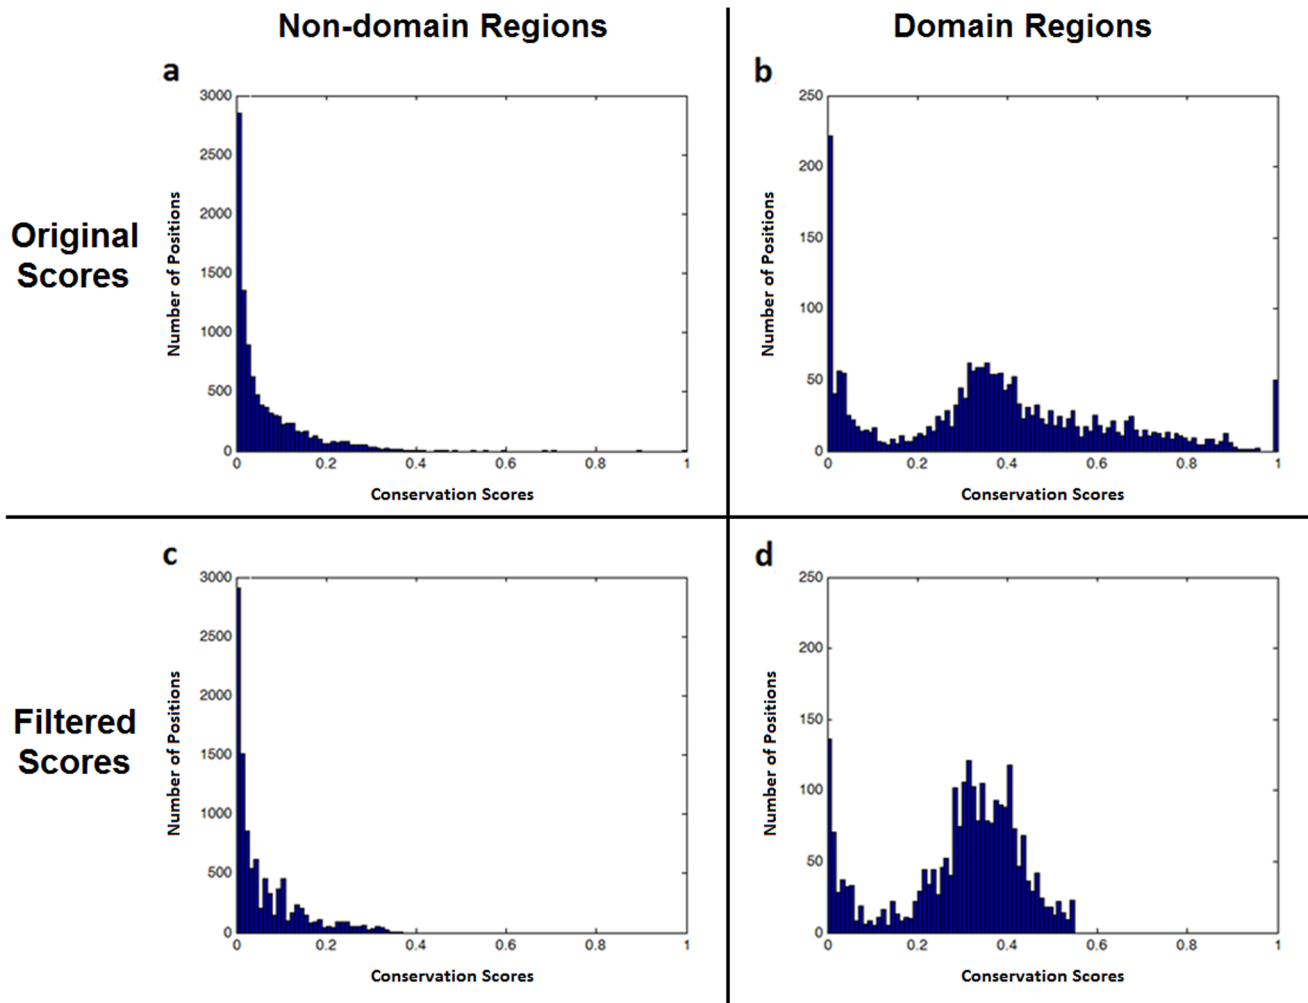 Non-domain Regions
Domain Regions
Original
Scores
a
3000
2500
2000
1500
1000
500
0
Number of Positions
0 0.2 0.4 0.6 0.8 1
Conservation Scores
b
250
200
150
100
50
0
Number of Positions
0 0.2 0.4 0.6 0.8 1
Conservation Scores
Filtered
Scores
c
3000
2500
2000
1500
1000
500
0
Number of Positions
0 0.2 0.4 0.6 0.8 1
Conservation Scores
d
250
200
150
100
50
0
Number of Positions
0 0.2 0.4 0.6 0.8 1
Conservation Scores